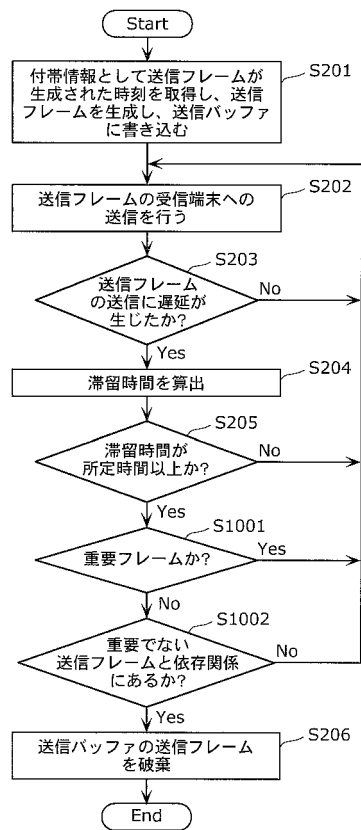 Start
付帯情報として送信フレームが
生成された時刻を取得し、送信
フレームを生成し、送信バッファ
に書き込む
S201
送信フレームの受信端末への
送信を行う
S202
送信フレーム
の送信に遅延が
生じたか?
S203
No
Yes
滞留時間を算出
S204
滞留時間が
所定時間以上か?
S205
No
Yes
重要フレームか?
S1001
Yes
No
重要でない
送信フレームと依存関係
にあるか?
S1002
No
Yes
送信バッファの送信フレーム
を破棄
S206
End